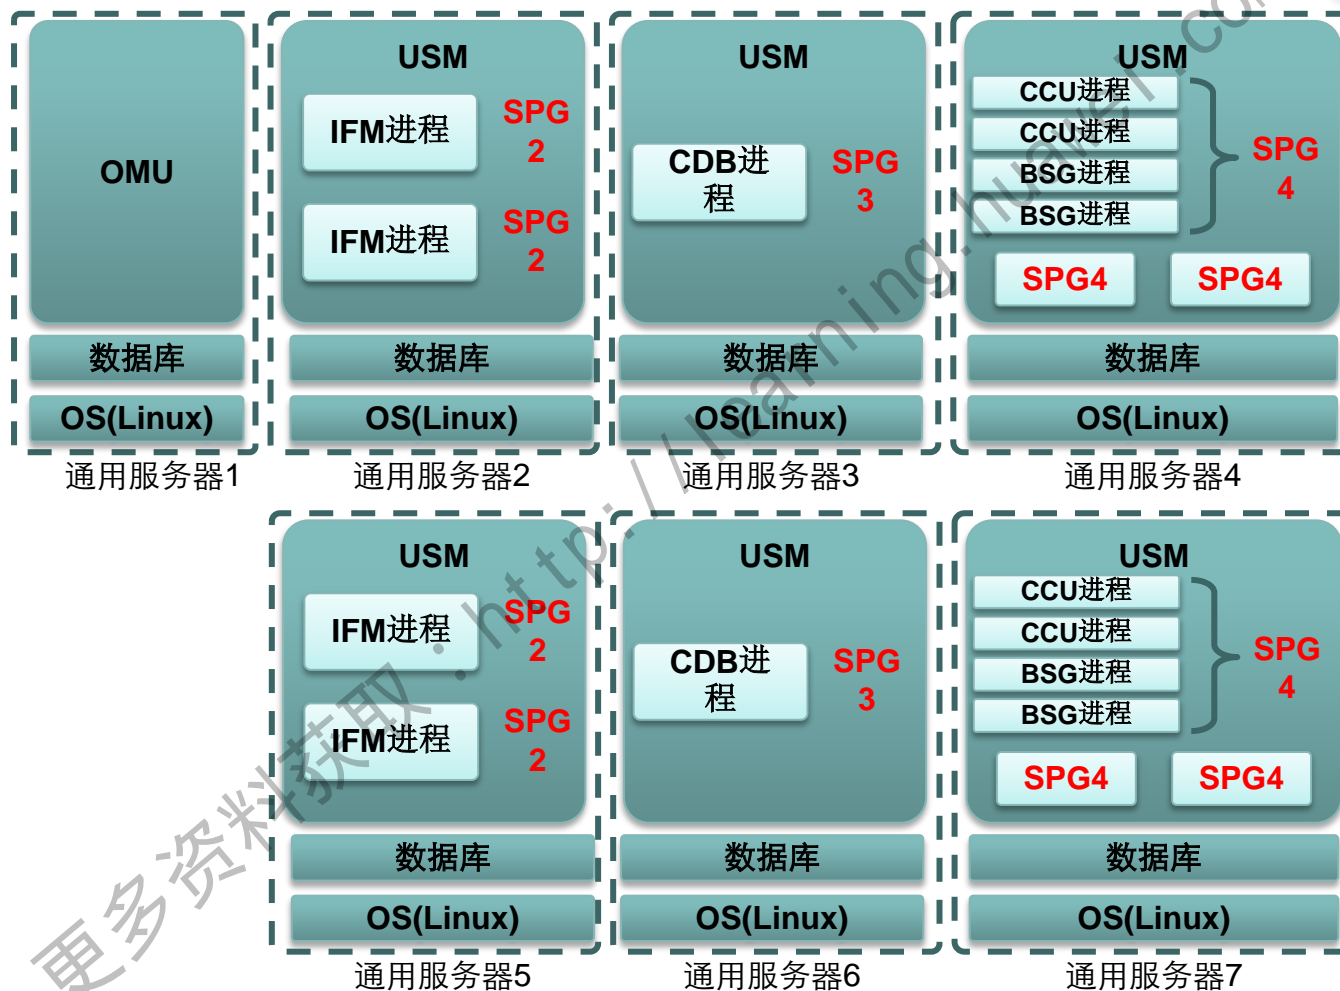 OMU
数据库
OS(Linux)
通用服务器1
USM
IFM进程
SPG
2
IFM进程
SPG
2
数据库
OS(Linux)
通用服务器2
USM
CDB进
程
SPG
3
数据库
OS(Linux)
通用服务器3
USM
CCU进程
CCU进程
BSG进程
BSG进程
SPG
4
SPG4
SPG4
数据库
OS(Linux)
通用服务器4
USM
IFM进程
SPG
2
IFM进程
SPG
2
数据库
OS(Linux)
通用服务器5
USM
CDB进
程
SPG
3
数据库
OS(Linux)
通用服务器6
USM
CCU进程
CCU进程
BSG进程
BSG进程
SPG
4
SPG4
SPG4
数据库
OS(Linux)
通用服务器7
更多资料获取：http://learning.huawei.co